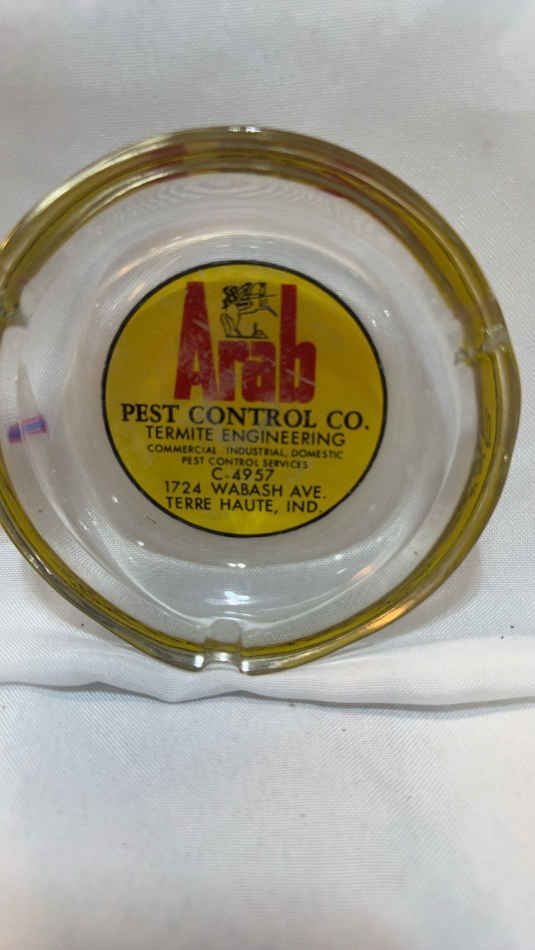 Arab
PEST CONTROL CO.
TERMITE ENGINEERING
COMMERCIAL, INDUSTRIAL, DOMESTIC
PEST CONTROL SERVICES
C-4957
1724 WABASH AVE.
TERRE HAUTE, IND.